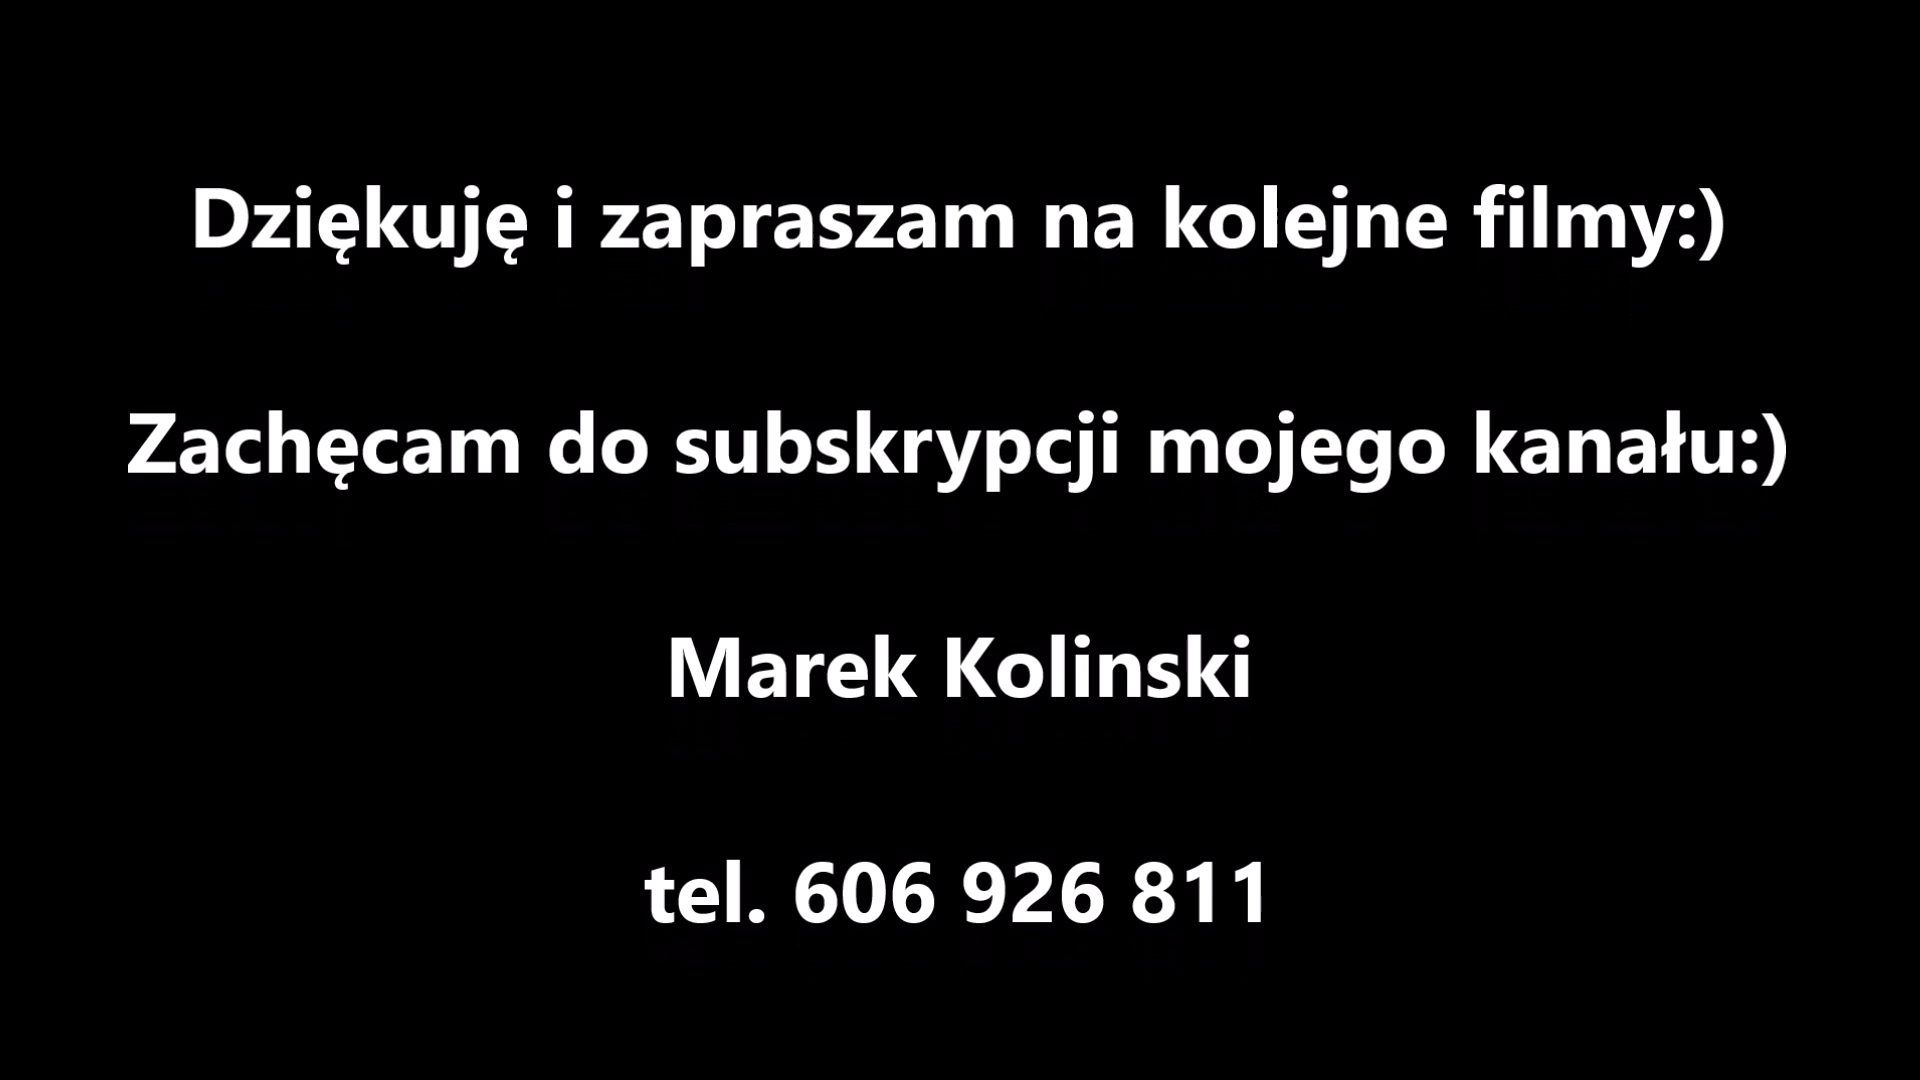 Dziękuję i zapraszam na kolejne filmy:)
Zachęcam do subskrypcji mojego kanału:)
Marek Kolinski
tel. 606 926 811